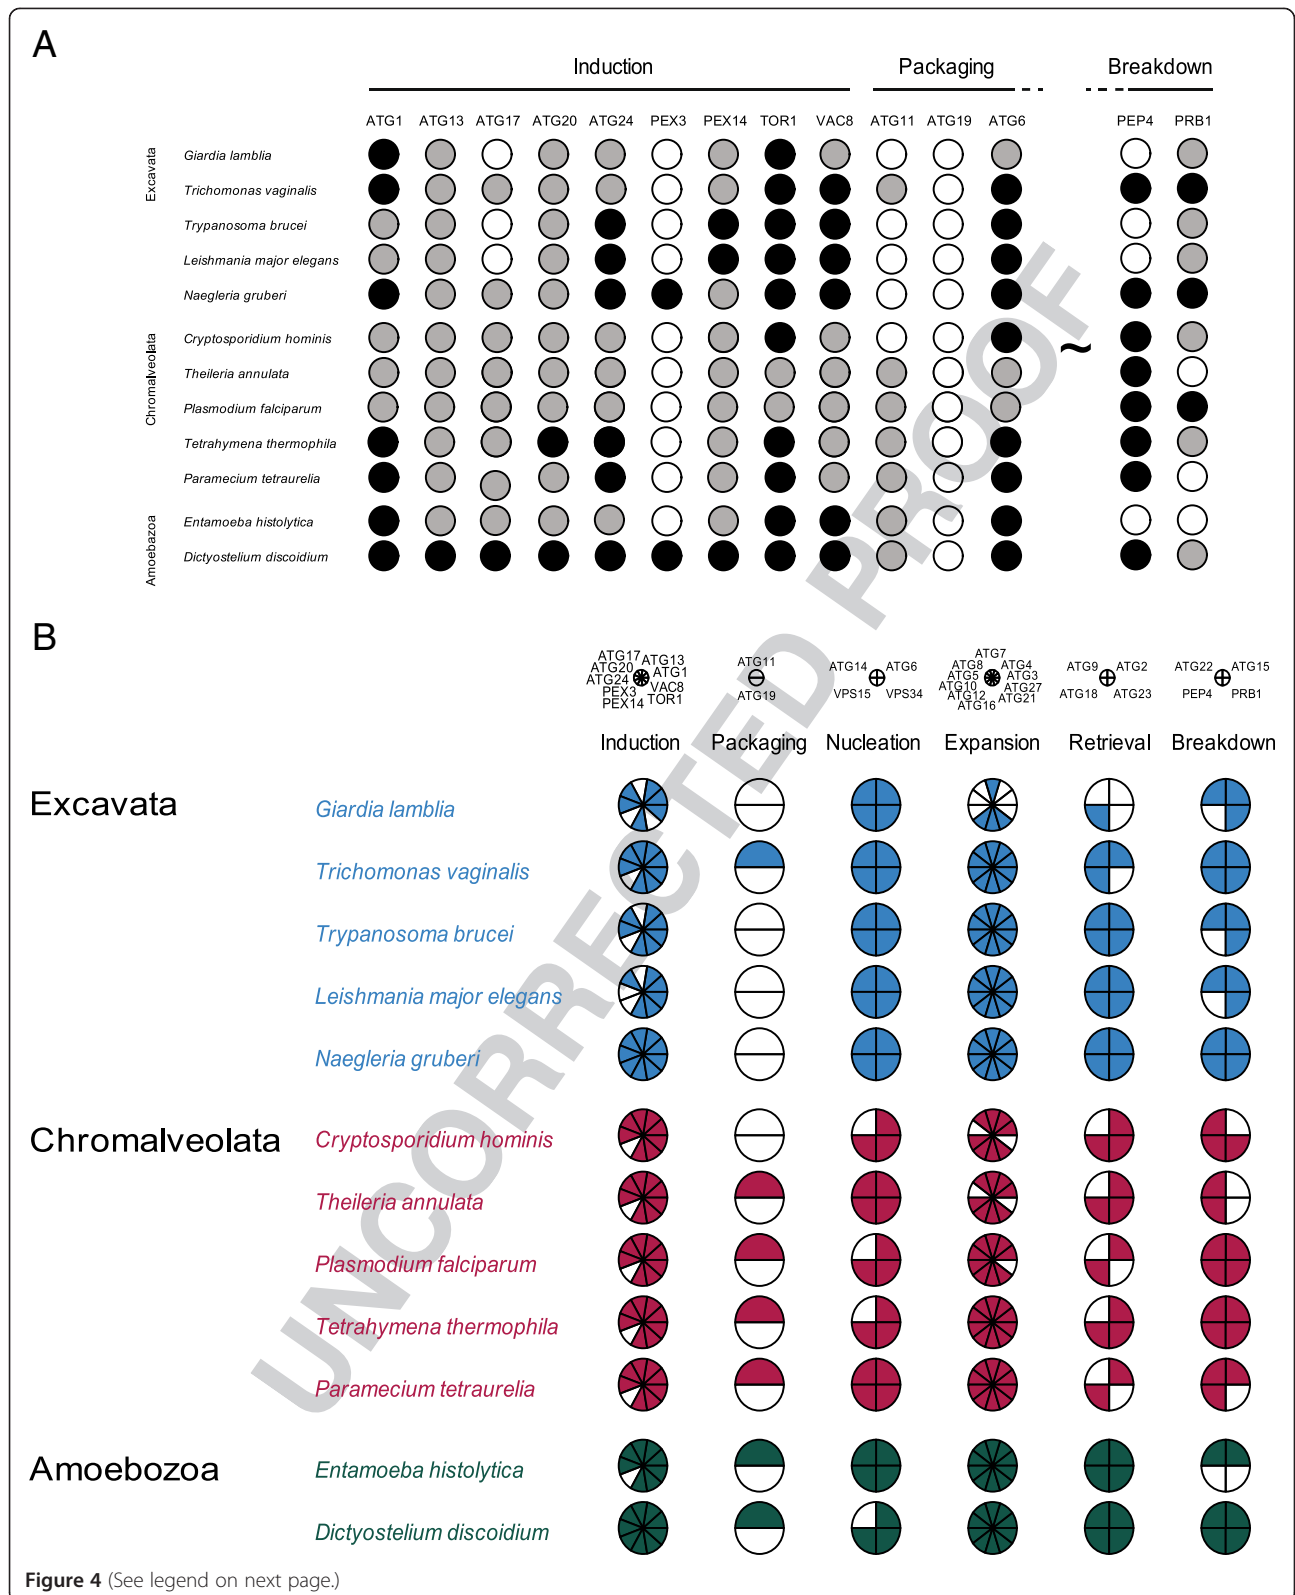 A
Induction Packaging Breakdown
ATG1 ATG13 ATG17 ATG20 ATG24 PEX3 PEX14 TOR1 VAC8 ATG11 ATG19 ATG6 PEP4 PRB1
Excavata
Giardia lamblia
Trichomonas vaginalis
Trypanosoma brucei
Leishmania major elegans
Naegleria gruberi
Chromalveolata
Cryptosporidium hominis
Theileria annulata
Plasmodium falciparum
Tetrahymena thermophila
Paramecium tetraurelia
Amoebazoa
Entamoeba histolytica
Dictyostelium discoidium
~
UNCORRECTED PROOF
B
ATG17 ATG13
ATG20 ATG1
ATG24 VAC8
PEX3 TOR1
PEX14
ATG11
ATG19
ATG14 ATG6
VPS15 VPS34
ATG7
ATG8 ATG4
ATG5 ATG3
ATG10 ATG27
ATG12 ATG21
ATG16
ATG9 ATG2
ATG18 ATG23
ATG22 ATG15
PEP4 PRB1
Induction Packaging Nucleation Expansion Retrieval Breakdown
Excavata
Giardia lamblia
Trichomonas vaginalis
Trypanosoma brucei
Leishmania major elegans
Naegleria gruberi
Chromalveolata
Cryptosporidium hominis
Theileria annulata
Plasmodium falciparum
Tetrahymena thermophila
Paramecium tetraurelia
Amoebozoa
Entamoeba histolytica
Dictyostelium discoidium
Figure 4 (See legend on next page.)